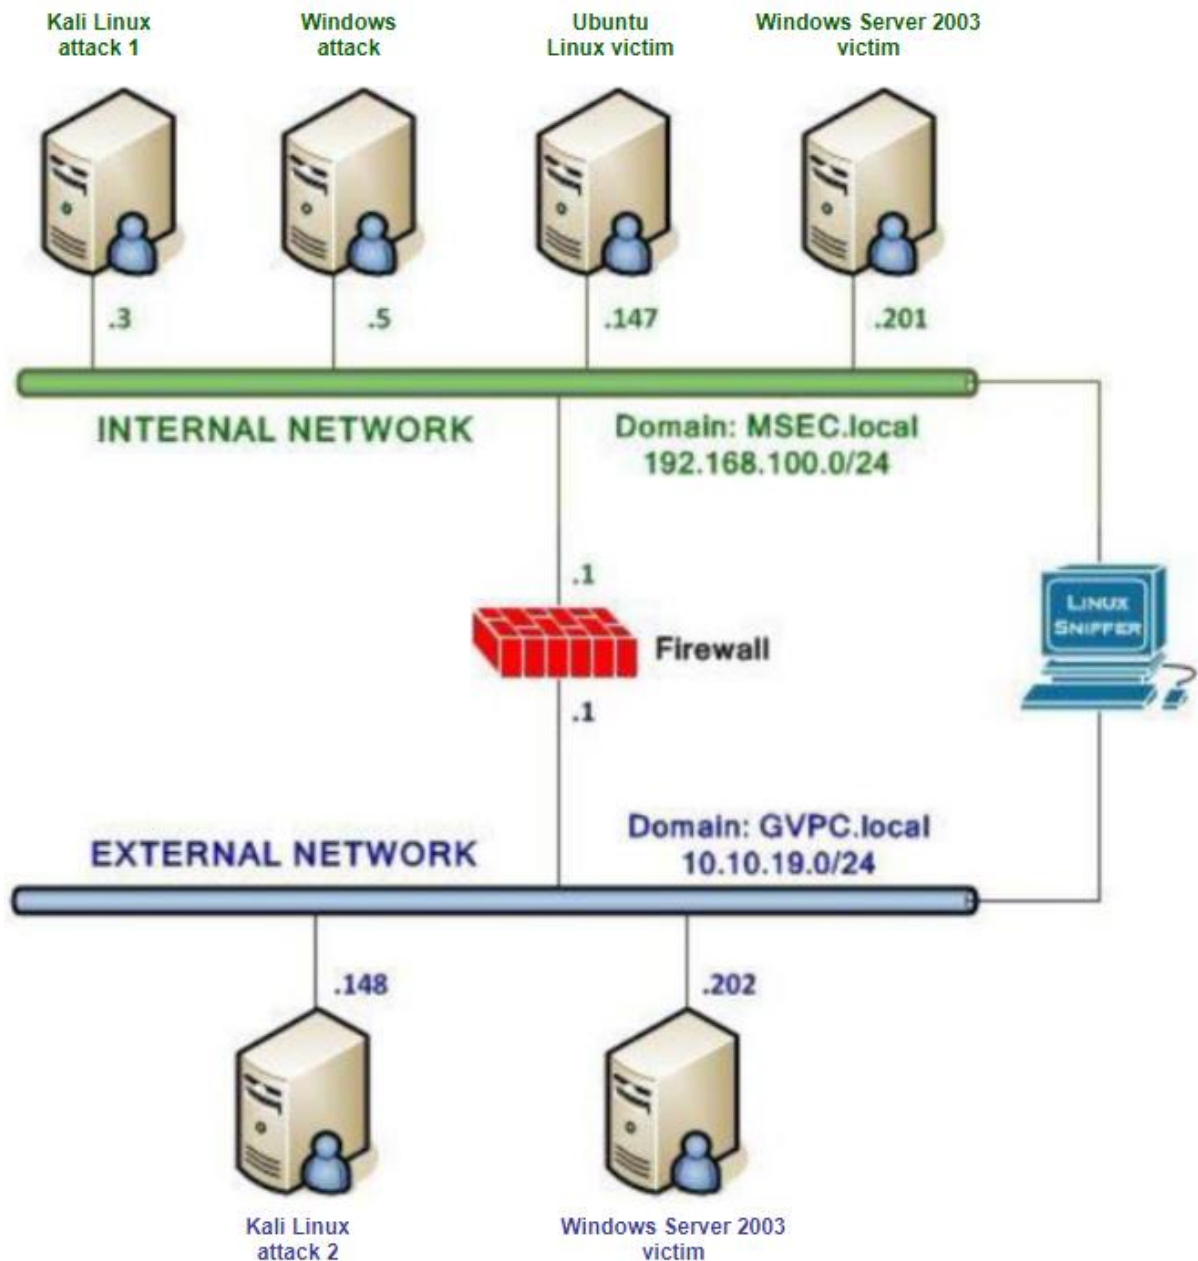 Kali Linux
attack 1
Windows
attack
Ubuntu
Linux victim
Windows Server 2003
victim
.3
.5
.147
.201
INTERNAL NETWORK
Domain: MSEC.local
192.168.100.0/24
.1
LINUX
SNIFFER
Firewall
.1
EXTERNAL NETWORK
Domain: GVPC.local
10.10.19.0/24
.148
.202
Kali Linux
attack 2
Windows Server 2003
victim